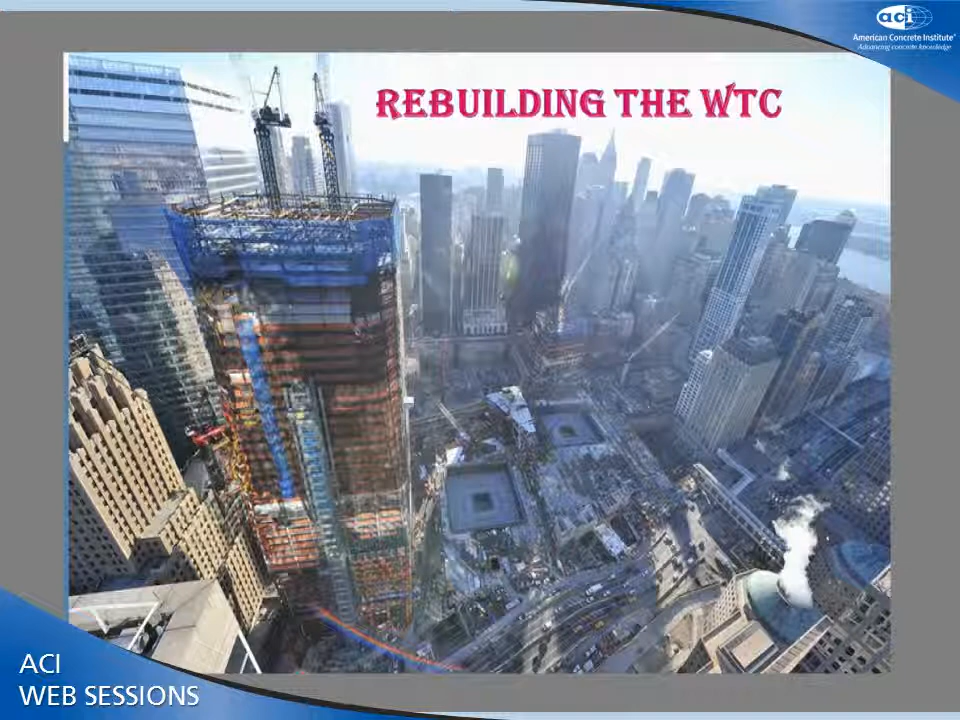 aci
American Concrete Institute®
Advancing concrete knowledge
REBUILDING THE WTC
ACI
WEB SESSIONS